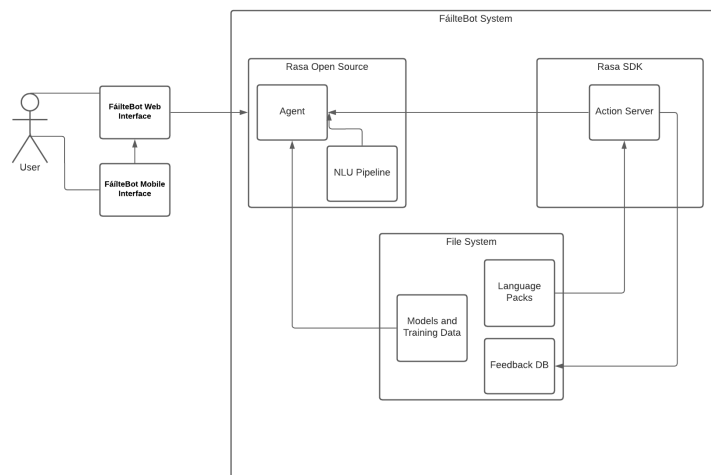 FáilteBot System
Rasa Open Source
Rasa SDK
Agent
Action Server
FáilteBot Web
Interface
User
NLU Pipeline
FáilteBot Mobile
Interface
File System
Language
Packs
Models and
Training Data
Feedback DB